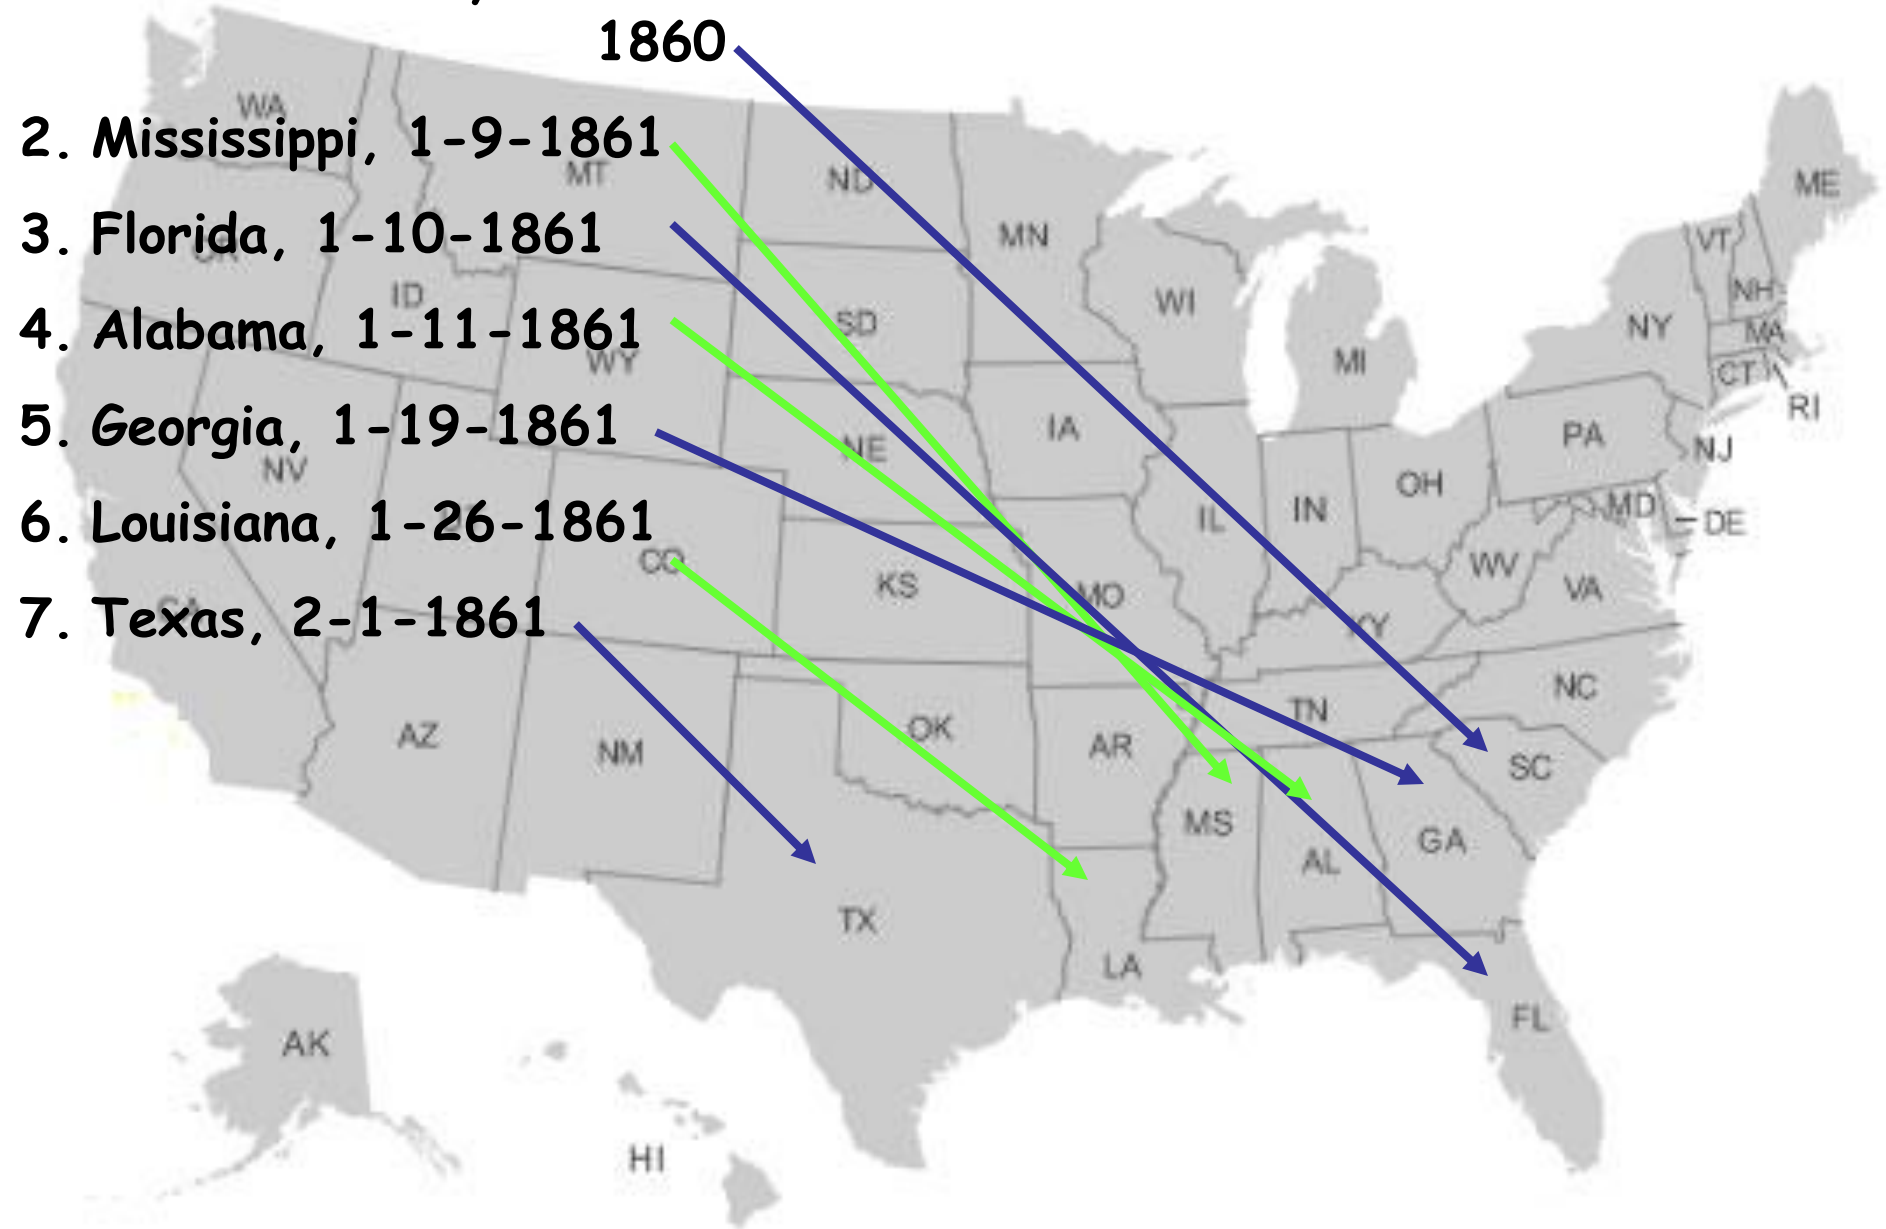 1860
2. Mississippi, 1-9-1861
3. Florida, 1-10-1861
4. Alabama, 1-11-1861
5. Georgia, 1-19-1861
6. Louisiana, 1-26-1861
7. Texas, 2-1-1861
WA
MT
ND
MN
ME
VT
NH
OR
ID
SD
WI
NY
MA
WY
MI
CT
RI
NV
NE
IA
PA
NJ
OH
IN
IL
MD
DE
CO
KS
MO
WV
VA
CA
KY
NC
AZ
NM
OK
AR
TN
SC
MS
GA
AL
TX
LA
FL
AK
HI